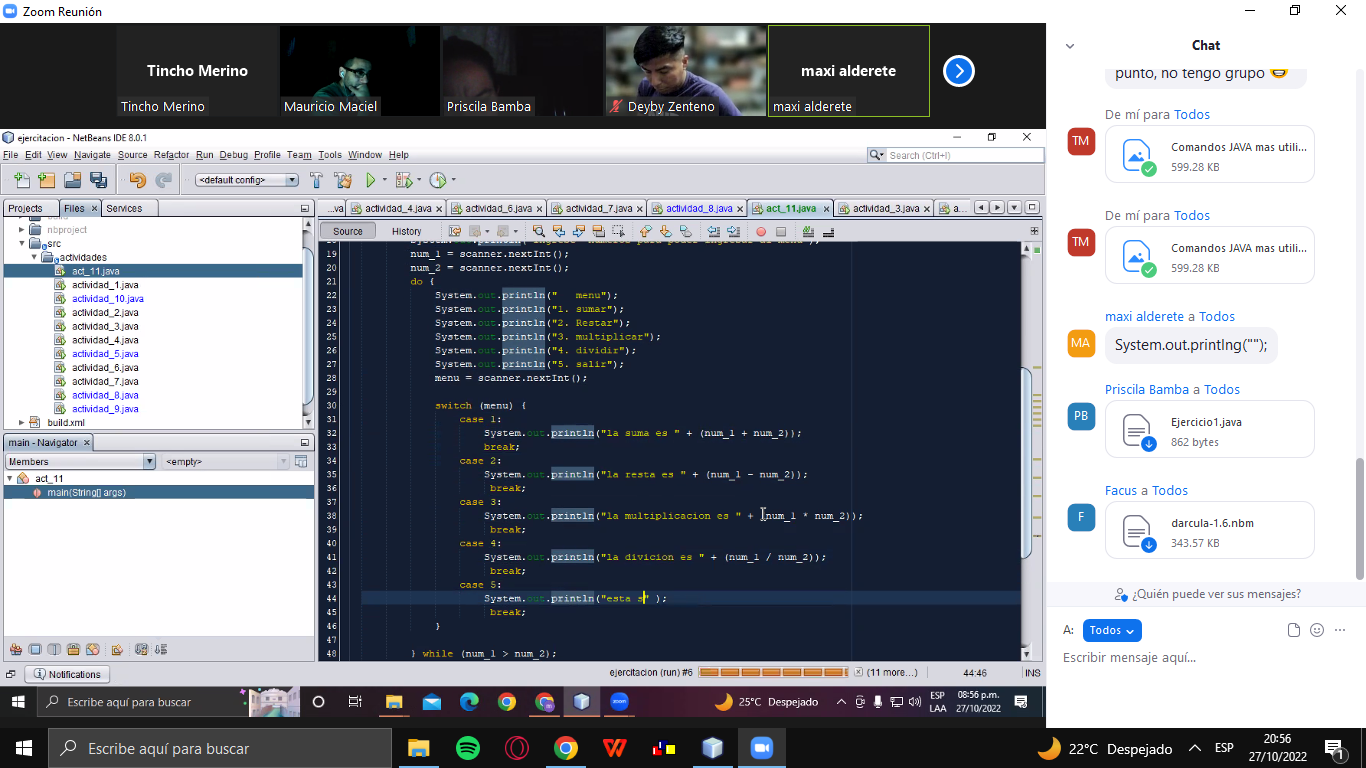 Zoom Reunión
Tincho Merino
Tincho Merino
Mauricio Maciel
Priscila Bamba
Deyby Zenteno
maxi alderete
maxi alderete
ejercitacion - NetBeans IDE 8.0.1
File Edit View Navigate Source Refactor Run Debug Profile Team Tools Window Help
Search (Ctrl+I)
<default config>
Projects Files Services
nbproject
src
actividades
act_11.java
actividad_1.java
actividad_10.java
actividad_2.java
actividad_3.java
actividad_4.java
actividad_5.java
actividad_6.java
actividad_7.java
actividad_8.java
actividad_9.java
build.xml
main - Navigator
Members <empty>
act_11
main(String[] args)
...va actividad_4.java actividad_6.java actividad_7.java actividad_8.java act_11.java actividad_3.java a...
Source History
19 num_1 = scanner.nextInt();
20 num_2 = scanner.nextInt();
21 do {
22 System.out.println("   menu");
23 System.out.println("1. sumar");
24 System.out.println("2. Restar");
25 System.out.println("3. multiplicar");
26 System.out.println("4. dividir");
27 System.out.println("5. salir");
28 menu = scanner.nextInt();
29
30 switch (menu) {
31 case 1:
32 System.out.println("la suma es " + (num_1 + num_2));
33 break;
34 case 2:
35 System.out.println("la resta es " + (num_1 - num_2));
36 break;
37 case 3:
38 System.out.println("la multiplicacion es " + (num_1 * num_2));
39 break;
40 case 4:
41 System.out.println("la divicion es " + (num_1 / num_2));
42 break;
43 case 5:
44 System.out.println("esta s" );
45 break;
46 }
47
48 } while (num_1 > num_2);
Notifications
ejercitacion (run) #6 (11 more...) 44:46 INS
Escribe aquí para buscar
25°C Despejado
ESP
LAA
08:56 p.m.
27/10/2022
Chat
punto, no tengo grupo
De mí para Todos
TM
Comandos JAVA mas utili...
599.28 KB
De mí para Todos
TM
Comandos JAVA mas utili...
599.28 KB
maxi alderete a Todos
MA
System.out.printlng("");
Priscila Bamba a Todos
PB
Ejercicio1.java
862 bytes
Facus a Todos
F
darcula-1.6.nbm
343.57 KB
¿Quién puede ver sus mensajes?
A: Todos
Escribir mensaje aquí...
Escribe aquí para buscar
22°C Despejado
ESP
20:56
27/10/2022
1